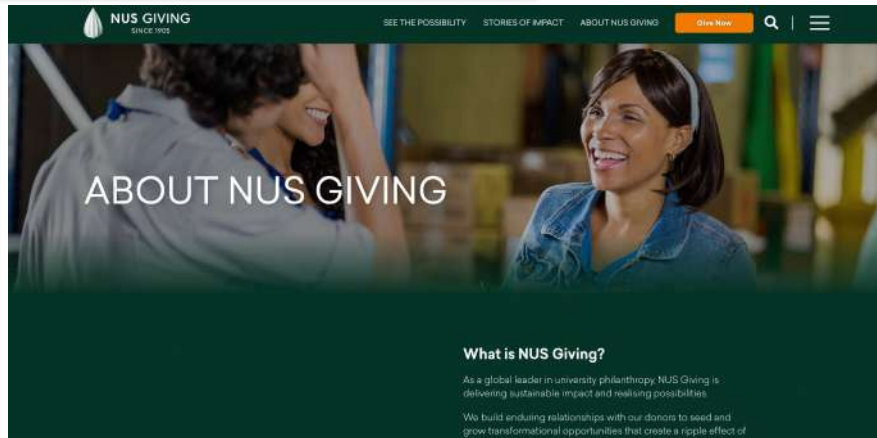 NUS GIVING
SINCE 1905
SEE THE POSSIBILITY
STORIES OF IMPACT
ABOUT NUS GIVING
Give Now
ABOUT NUS GIVING
What is NUS Giving?
As a global leader in university philanthropy, NUS Giving is
delivering sustainable impact and realising possibilities.
We build enduring relationships with our donors to seed and
grow transformational opportunities that create a ripple effect of